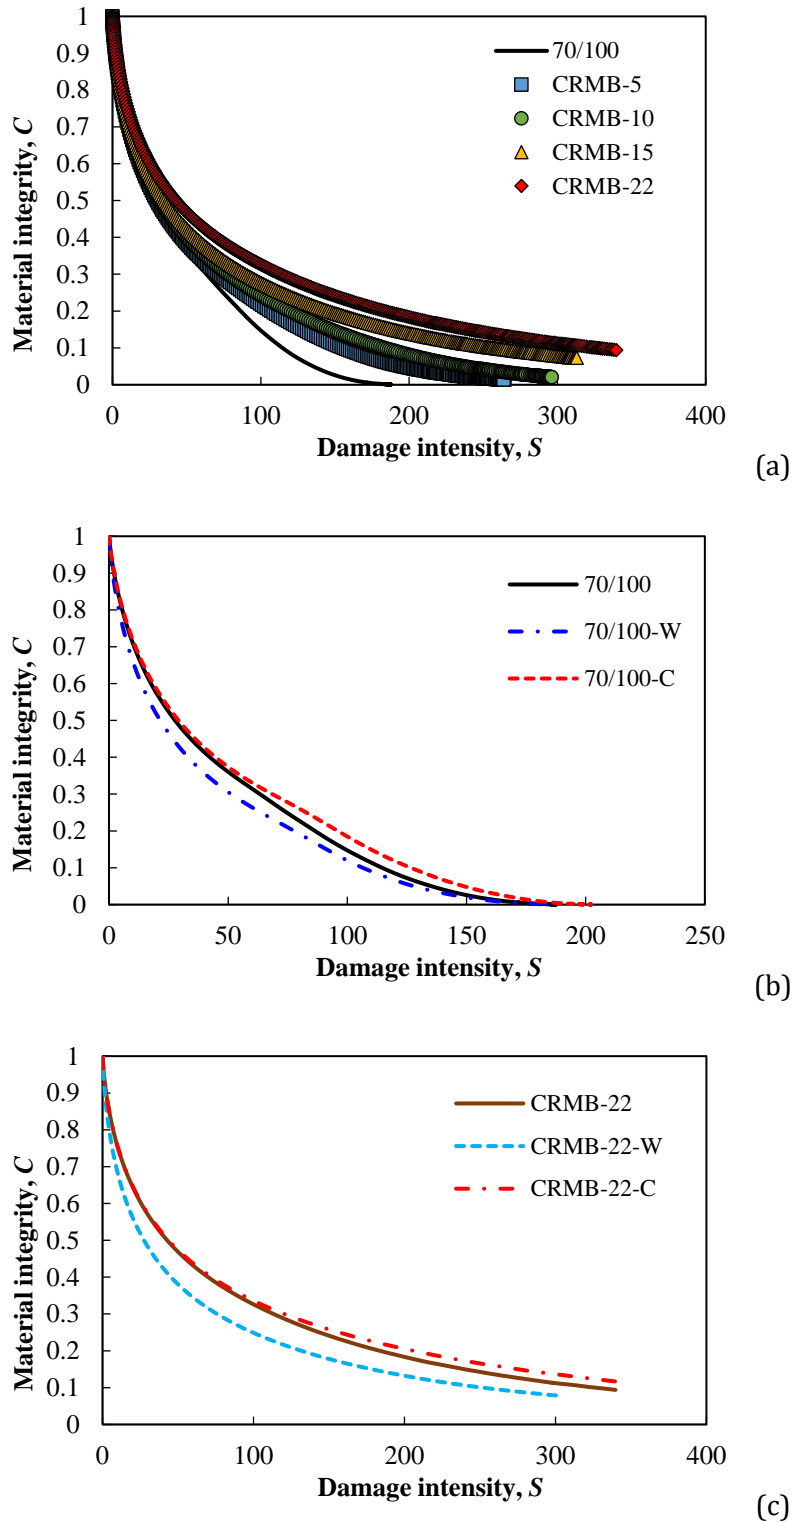 Material integrity, C
1
0.9
0.8
0.7
0.6
0.5
0.4
0.3
0.2
0.1
0
70/100
CRMB-5
CRMB-10
CRMB-15
CRMB-22
0 100 200 300 400
Damage intensity, S
(a)
Material integrity, C
1
0.9
0.8
0.7
0.6
0.5
0.4
0.3
0.2
0.1
0
70/100
70/100-W
70/100-C
0 50 100 150 200 250
Damage intensity, S
(b)
Material integrity, C
1
0.9
0.8
0.7
0.6
0.5
0.4
0.3
0.2
0.1
0
CRMB-22
CRMB-22-W
CRMB-22-C
0 100 200 300 400
Damage intensity, S
(c)